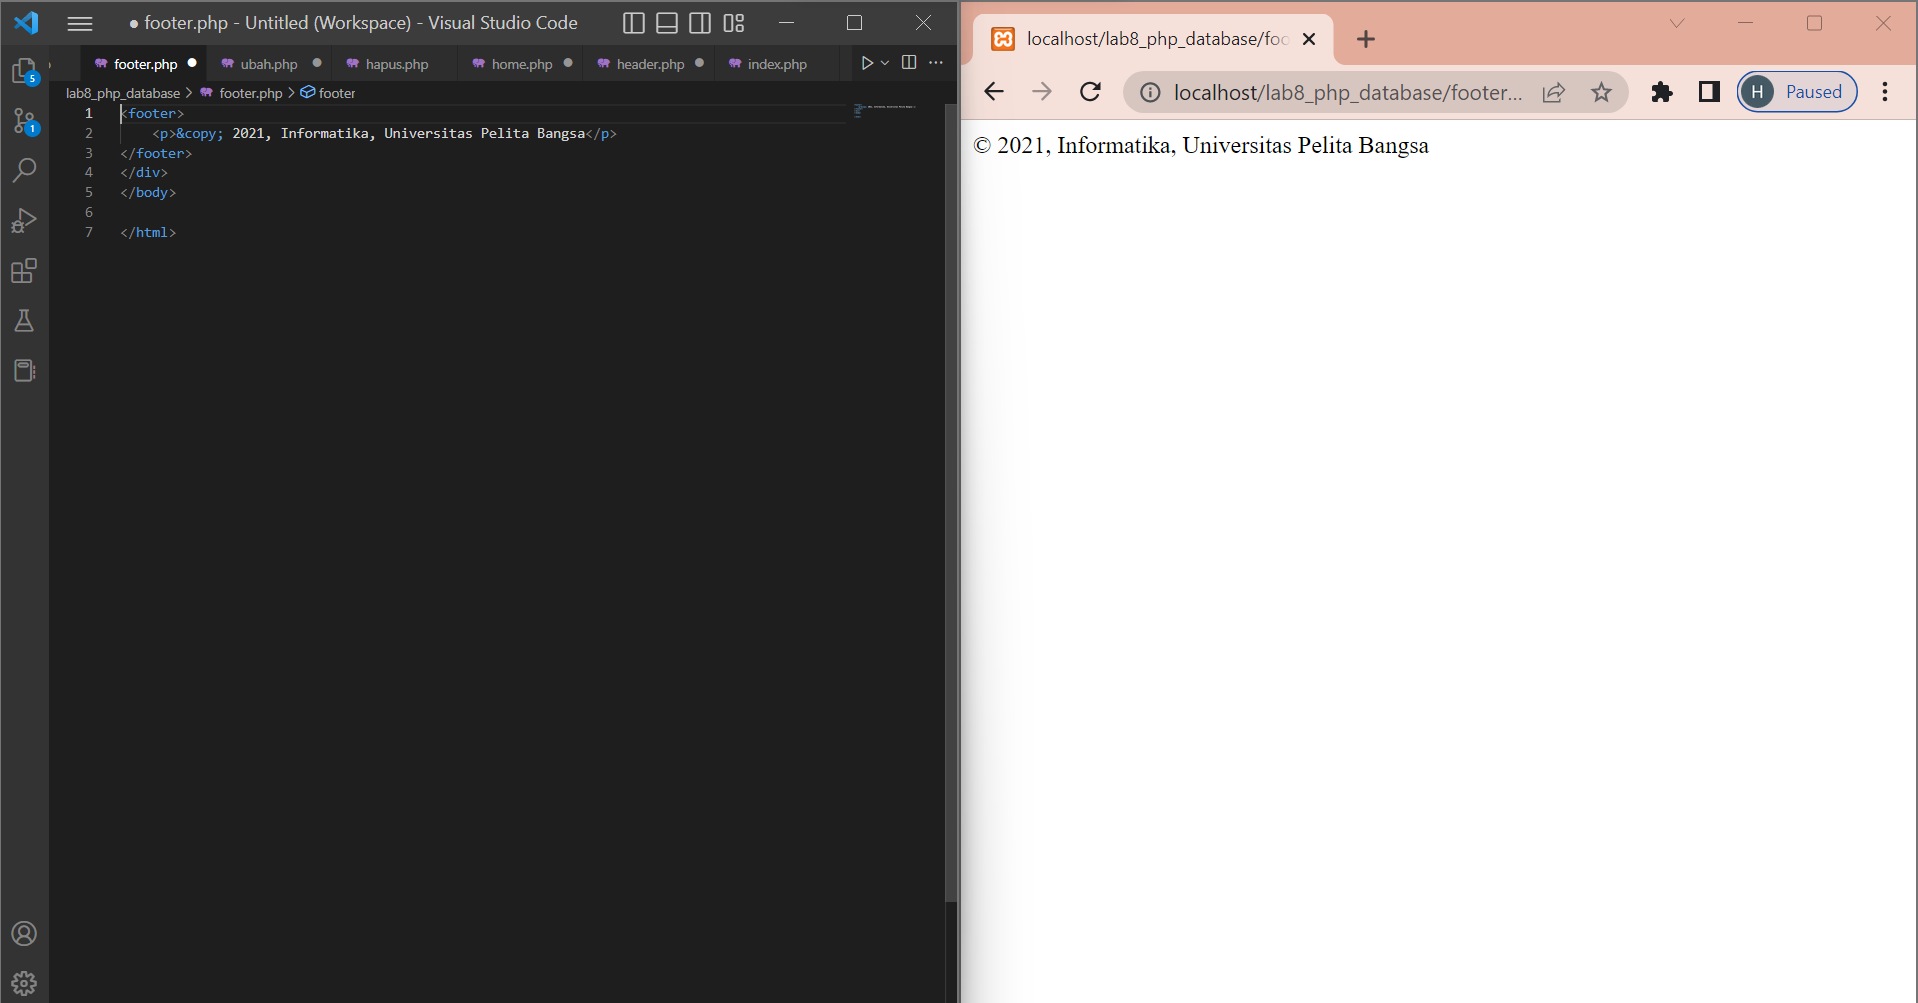 ● footer.php - Untitled (Workspace) - Visual Studio Code
footer.php ubah.php hapus.php home.php header.php index.php
lab8_php_database > footer.php > footer
1 <footer>
2 <p>&copy; 2021, Informatika, Universitas Pelita Bangsa</p>
3 </footer>
4 </div>
5 </body>
6
7 </html>
5
1
localhost/lab8_php_database/foo
localhost/lab8_php_database/footer...
H Paused
© 2021, Informatika, Universitas Pelita Bangsa